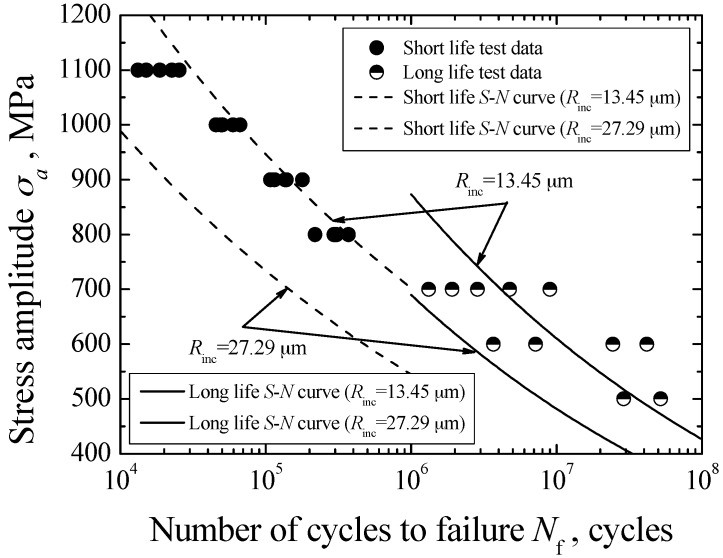 1200
1100
1000
900
800
700
600
500
400
Stress amplitude σa , MPa
Short life test data
Long life test data
Short life S-N curve (Rinc=13.45 μm)
Short life S-N curve (Rinc=27.29 μm)
Rinc=13.45 μm
Rinc=27.29 μm
Long life S-N curve (Rinc=13.45 μm)
Long life S-N curve (Rinc=27.29 μm)
10^4 10^5 10^6 10^7 10^8
Number of cycles to failure Nf , cycles